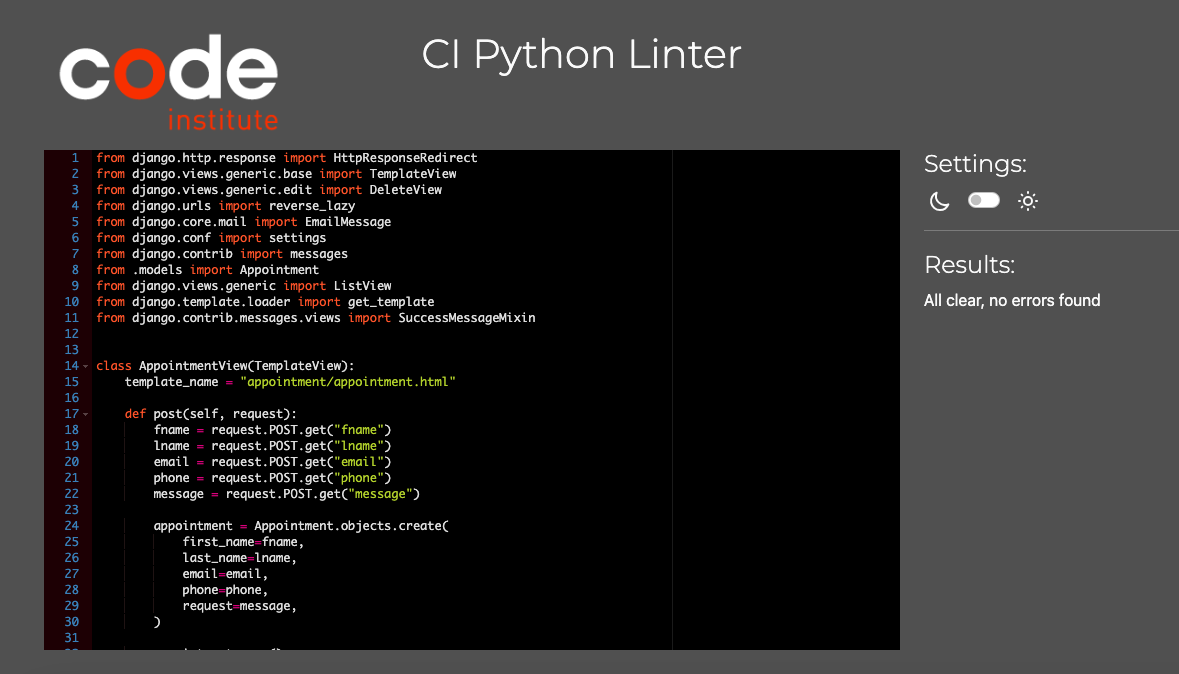 code
institute
CI Python Linter
1 from django.http.response import HttpResponseRedirect
2 from django.views.generic.base import TemplateView
3 from django.views.generic.edit import DeleteView
4 from django.urls import reverse_lazy
5 from django.core.mail import EmailMessage
6 from django.conf import settings
7 from django.contrib import messages
8 from .models import Appointment
9 from django.views.generic import ListView
10 from django.template.loader import get_template
11 from django.contrib.messages.views import SuccessMessageMixin
12
13
14 class AppointmentView(TemplateView):
15     template_name = "appointment/appointment.html"
16
17     def post(self, request):
18         fname = request.POST.get("fname")
19         lname = request.POST.get("lname")
20         email = request.POST.get("email")
21         phone = request.POST.get("phone")
22         message = request.POST.get("message")
23
24         appointment = Appointment.objects.create(
25             first_name=fname,
26             last_name=lname,
27             email=email,
28             phone=phone,
29             request=message,
30         )
31
Settings:
Results:
All clear, no errors found